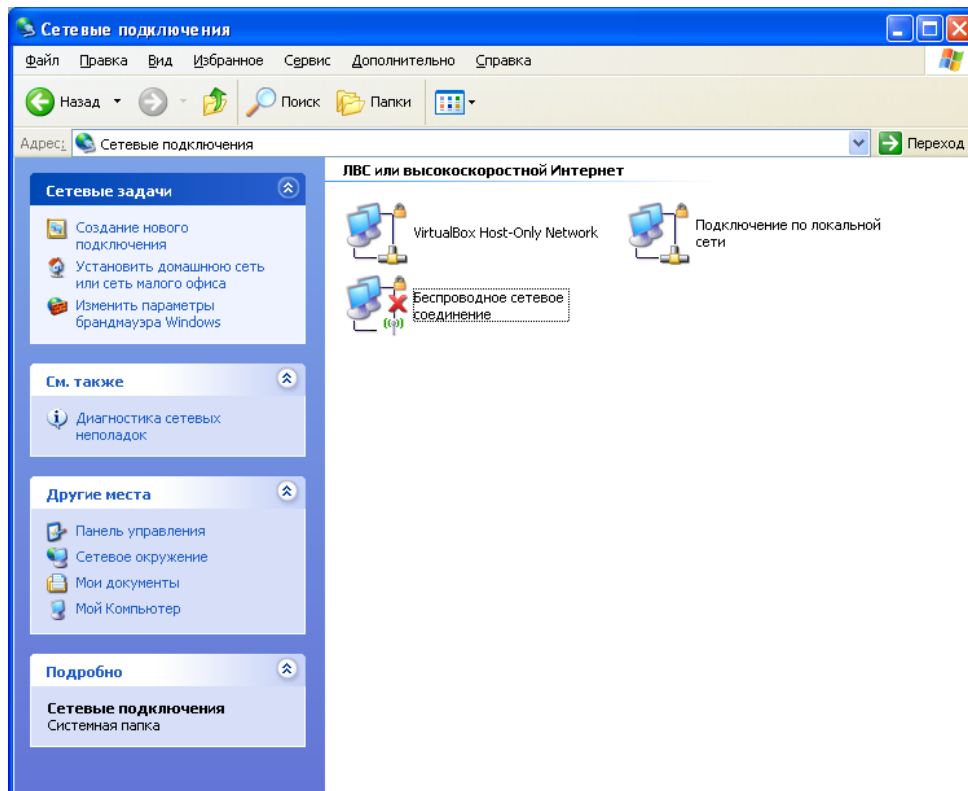 Сетевые подключения
Файл Правка Вид Избранное Сервис Дополнительно Справка
Назад Поиск Папки
Адрес: Сетевые подключения Переход
Сетевые задачи
Создание нового
подключения
Установить домашнюю сеть
или сеть малого офиса
Изменить параметры
брандмауэра Windows
См. также
Диагностика сетевых
неполадок
Другие места
Панель управления
Сетевое окружение
Мои документы
Мой Компьютер
Подробно
Сетевые подключения
Системная папка
ЛВС или высокоскоростной Интернет
VirtualBox Host-Only Network
Подключение по локальной
сети
Беспроводное сетевое
соединение